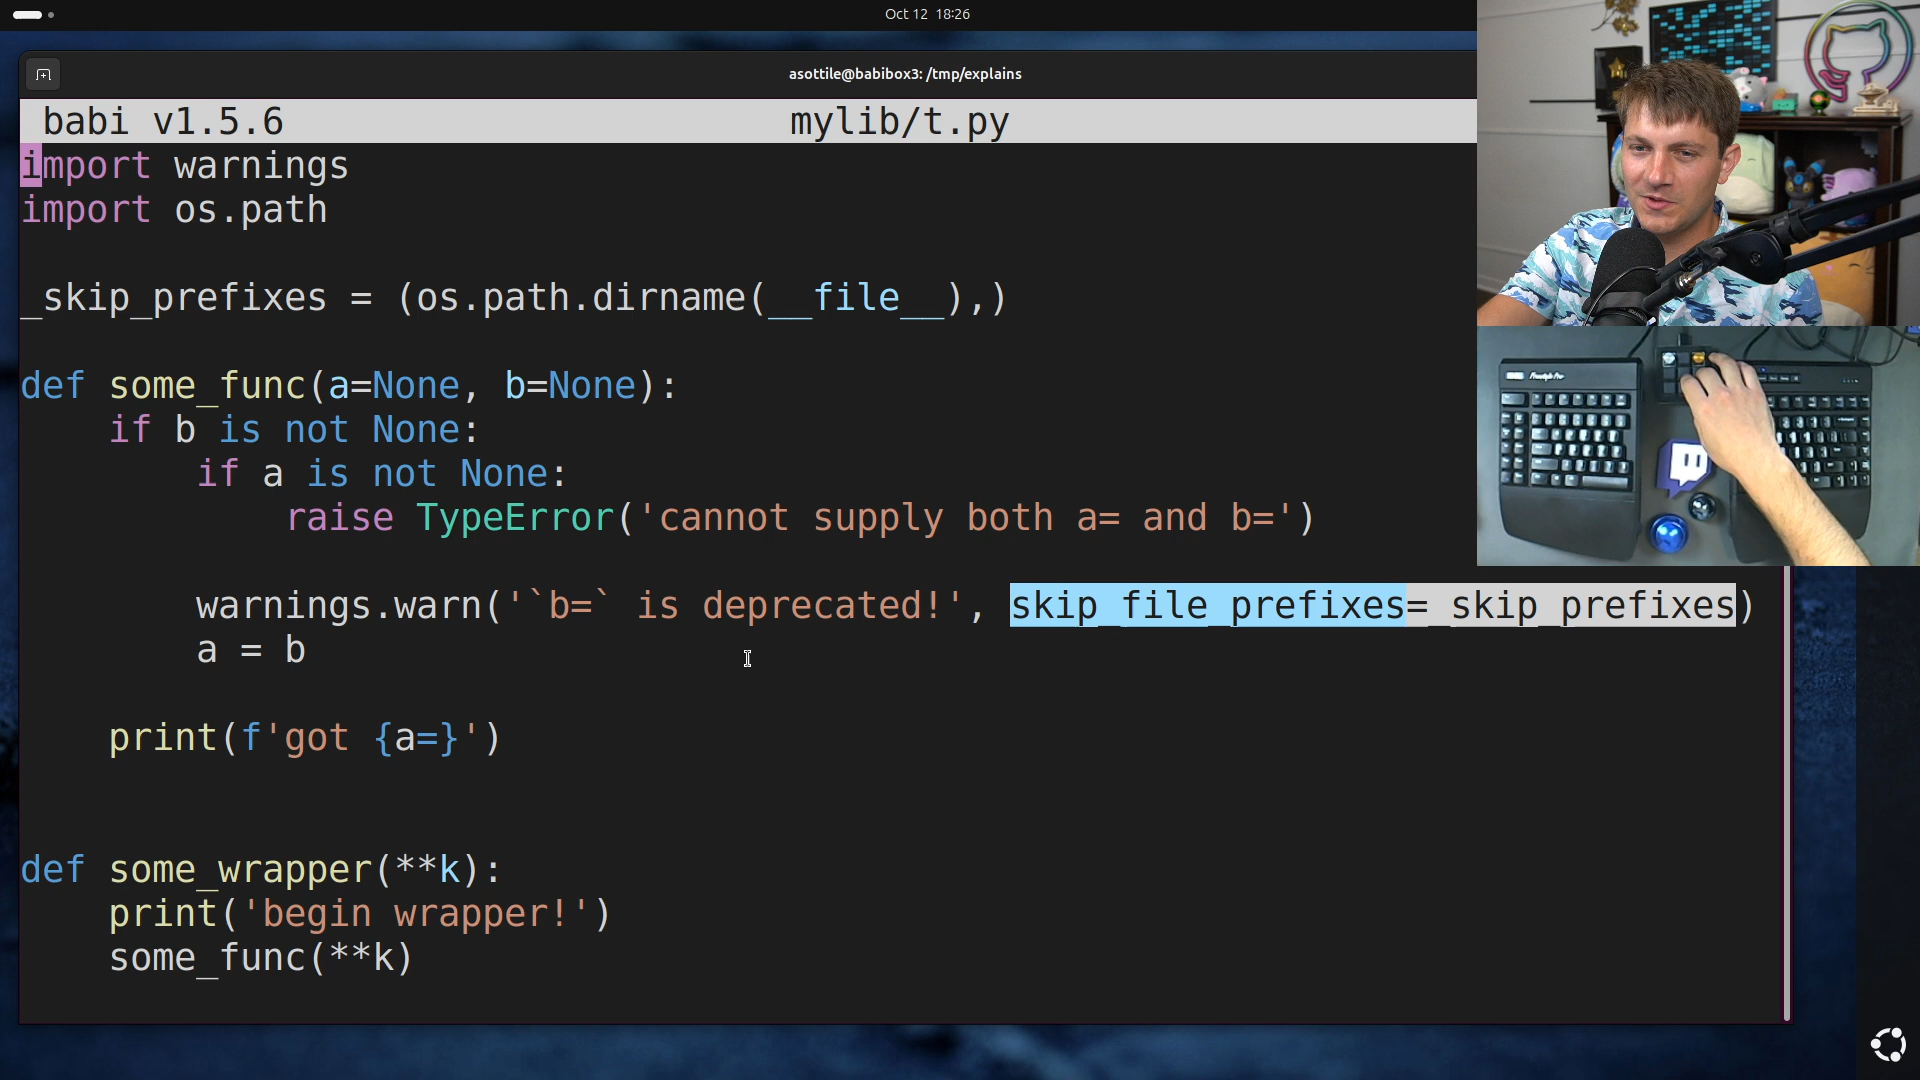 Oct 12 18:26
asottile@babibox3: /tmp/explains
babi v1.5.6 mylib/t.py
import warnings
import os.path
_skip_prefixes = (os.path.dirname(__file__),)
def some_func(a=None, b=None):
    if b is not None:
        if a is not None:
            raise TypeError('cannot supply both a= and b=')
        warnings.warn('`b=` is deprecated!', skip_file_prefixes=_skip_prefixes)
        a = b
    print(f'got {a=}')
def some_wrapper(**k):
    print('begin wrapper!')
    some_func(**k)